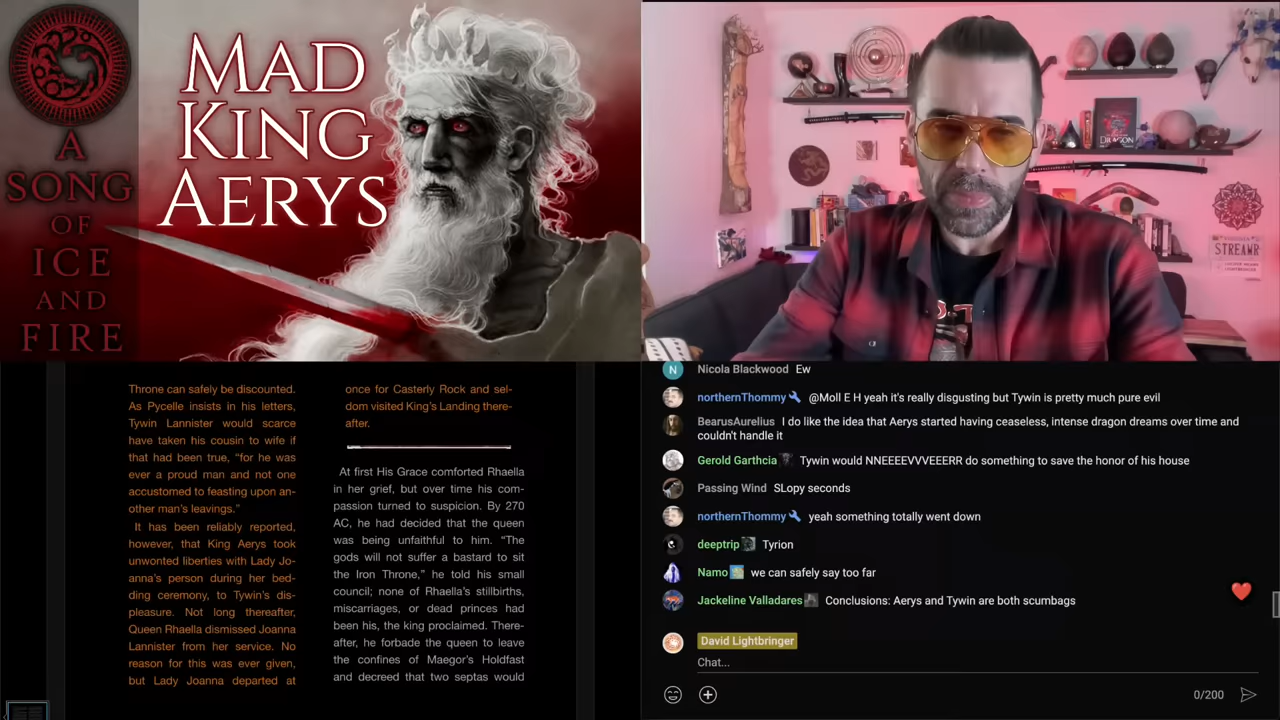 A
SONG
OF
ICE
AND
FIRE
MAD
KING
AERYS
DRAGON
STREAWR
Throne can safely be discounted.
As Pycelle insists in his letters,
Tywin Lannister would scarce
have taken his cousin to wife if
that had been true, “for he was
ever a proud man and not one
accustomed to feasting upon an-
other man’s leavings.”
It has been reliably reported,
however, that King Aerys took
unwonted liberties with Lady Jo-
anna’s person during her bed-
ding ceremony, to Tywin’s dis-
pleasure. Not long thereafter,
Queen Rhaella dismissed Joanna
Lannister from her service. No
reason for this was ever given,
but Lady Joanna departed at
once for Casterly Rock and sel-
dom visited King’s Landing there-
after.
At first His Grace comforted Rhaella
in her grief, but over time his com-
passion turned to suspicion. By 270
AC, he had decided that the queen
was being unfaithful to him. “The
gods will not suffer a bastard to sit
the Iron Throne,” he told his small
council; none of Rhaella’s stillbirths,
miscarriages, or dead princes had
been his, the king proclaimed. There-
after, he forbade the queen to leave
the confines of Maegor’s Holdfast
and decreed that two septas would
N Nicola Blackwood Ew
northernThommy @Moll E H yeah it's really disgusting but Tywin is pretty much pure evil
BearusAurelius I do like the idea that Aerys started having ceaseless, intense dragon dreams over time and
couldn't handle it
Gerold Garthcia Tywin would NNEEEEVVVEEERR do something to save the honor of his house
Passing Wind SLopy seconds
northernThommy yeah something totally went down
deeptrip Tyrion
Namo we can safely say too far
Jackeline Valladares Conclusions: Aerys and Tywin are both scumbags
David Lightbringer
Chat...
0/200